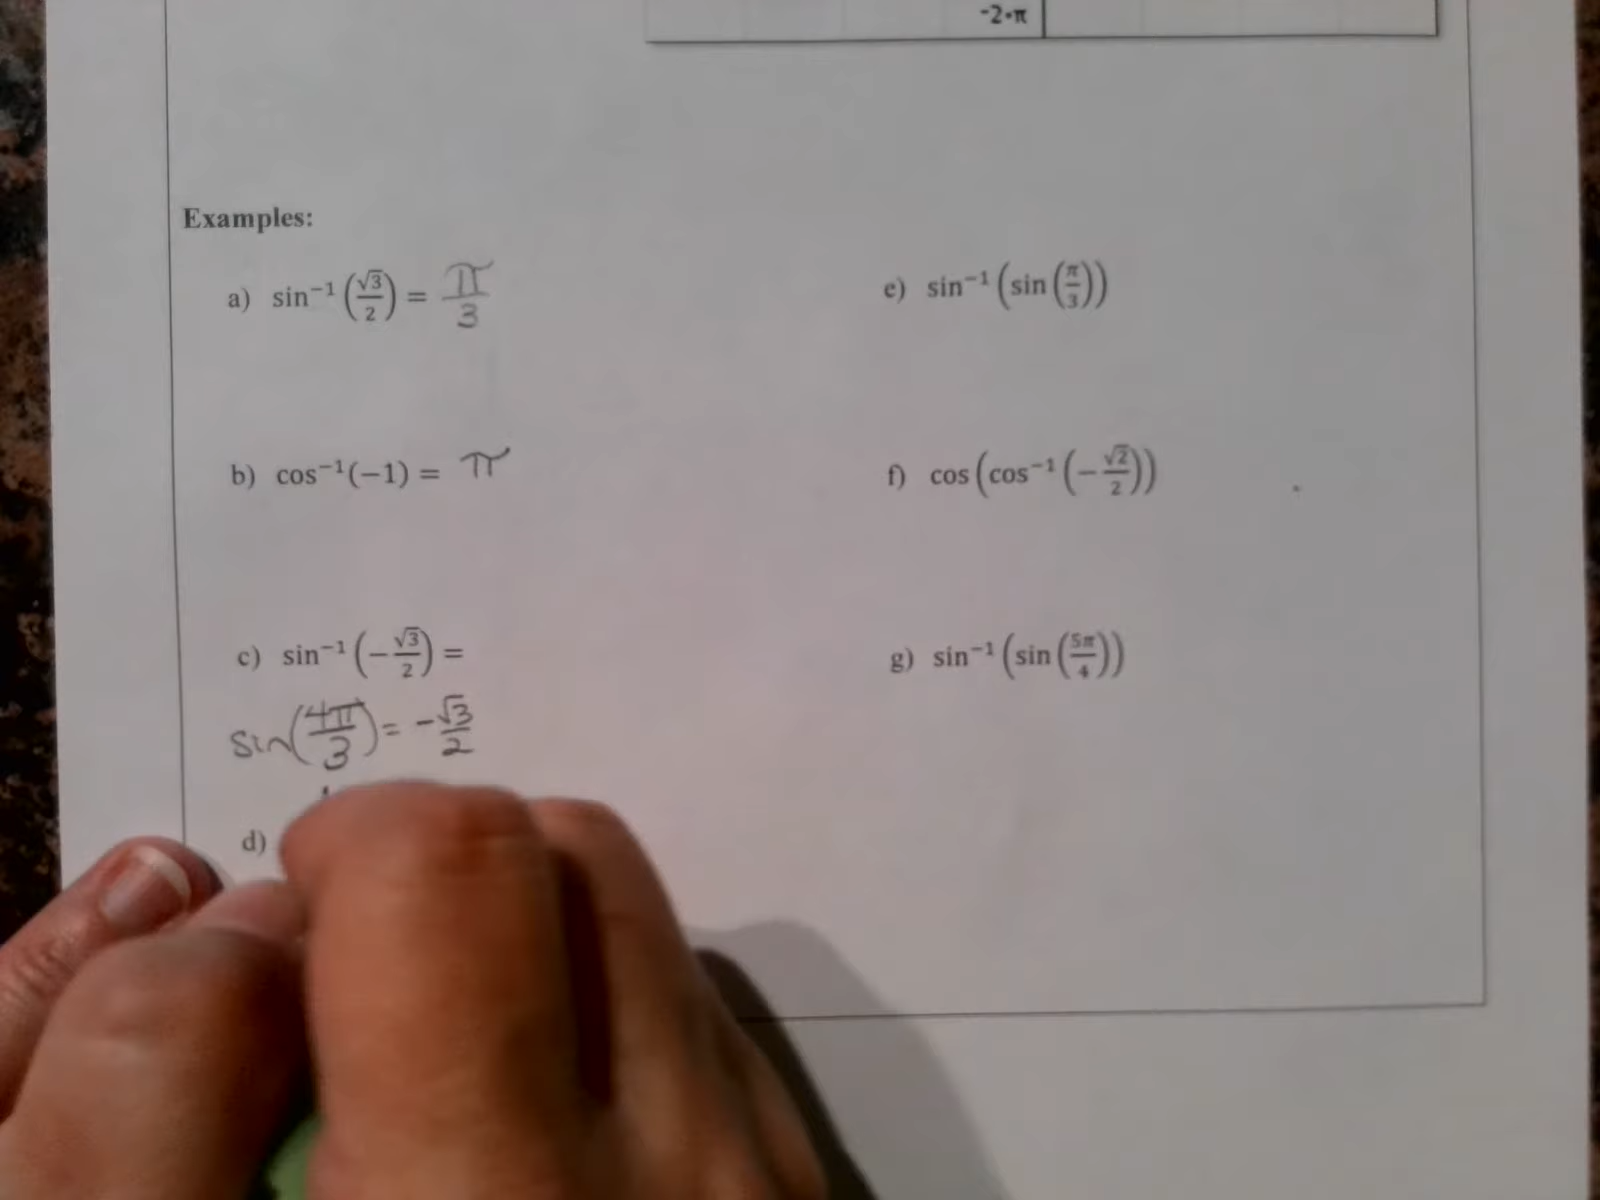 -2·π
Examples:
a) sin⁻¹(√3/2) = π/3
b) cos⁻¹(−1) = π
c) sin⁻¹(−√3/2) =
sin(4π/3) = -√3/2
d)
e) sin⁻¹(sin(π/3))
f) cos(cos⁻¹(−√2/2))
g) sin⁻¹(sin(5π/4))